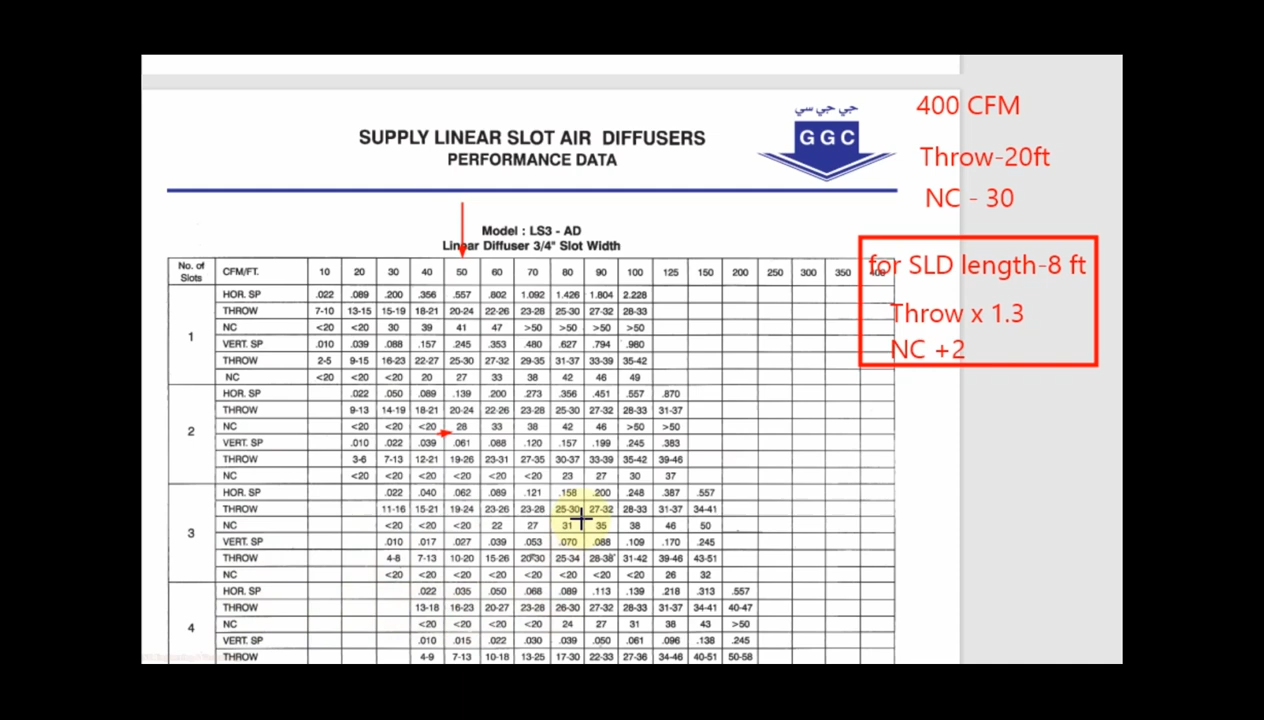 جي جي سي
GGC
SUPPLY LINEAR SLOT AIR DIFFUSERS
PERFORMANCE DATA
400 CFM
Throw-20ft
NC - 30
for SLD length-8 ft
Throw x 1.3
NC +2
Model : LS3 - AD
Linear Diffuser 3/4" Slot Width
No. of Slots CFM/FT. 10 20 30 40 50 60 70 80 90 100 125 150 200 250 300 350 400
1
HOR. SP .022 .089 .200 .356 .557 .802 1.092 1.426 1.804 2.228
THROW 7-10 13-15 15-19 18-21 20-24 22-26 23-28 25-30 27-32 28-33
NC <20 <20 30 39 41 47 >50 >50 >50 >50
VERT. SP .010 .039 .088 .157 .245 .353 .480 .627 .794 .980
THROW 2-5 9-15 16-23 22-27 25-30 27-32 29-35 31-37 33-39 35-42
NC <20 <20 <20 20 27 33 38 42 46 49
2
HOR. SP .022 .050 .089 .139 .200 .273 .356 .451 .557 .870
THROW 9-13 14-19 18-21 20-24 22-26 23-28 25-30 27-32 28-33 31-37
NC <20 <20 <20 28 33 38 42 46 >50 >50
VERT. SP .010 .022 .039 .061 .088 .120 .157 .199 .245 .383
THROW 3-6 7-13 12-21 19-26 23-31 27-35 30-37 33-39 35-42 39-46
NC <20 <20 <20 <20 <20 <20 23 27 30 37
3
HOR. SP .022 .040 .062 .089 .121 .158 .200 .248 .387 .557
THROW 11-16 15-21 19-24 23-26 23-28 25-30 27-32 28-33 31-37 34-41
NC <20 <20 <20 22 27 31 35 38 46 50
VERT. SP .010 .017 .027 .039 .053 .070 .088 .109 .170 .245
THROW 4-8 7-13 10-20 15-26 20-30 25-34 28-38 31-42 39-46 43-51
NC <20 <20 <20 <20 <20 <20 <20 <20 26 32
4
HOR. SP .022 .035 .050 .068 .089 .113 .139 .218 .313 .557
THROW 13-18 16-23 20-27 23-28 26-30 27-32 28-33 31-37 34-41 40-47
NC <20 <20 <20 <20 24 27 31 38 43 >50
VERT. SP .010 .015 .022 .030 .039 .050 .061 .096 .138 .245
THROW 4-9 7-13 10-18 13-25 17-30 22-33 27-36 34-46 40-51 50-58